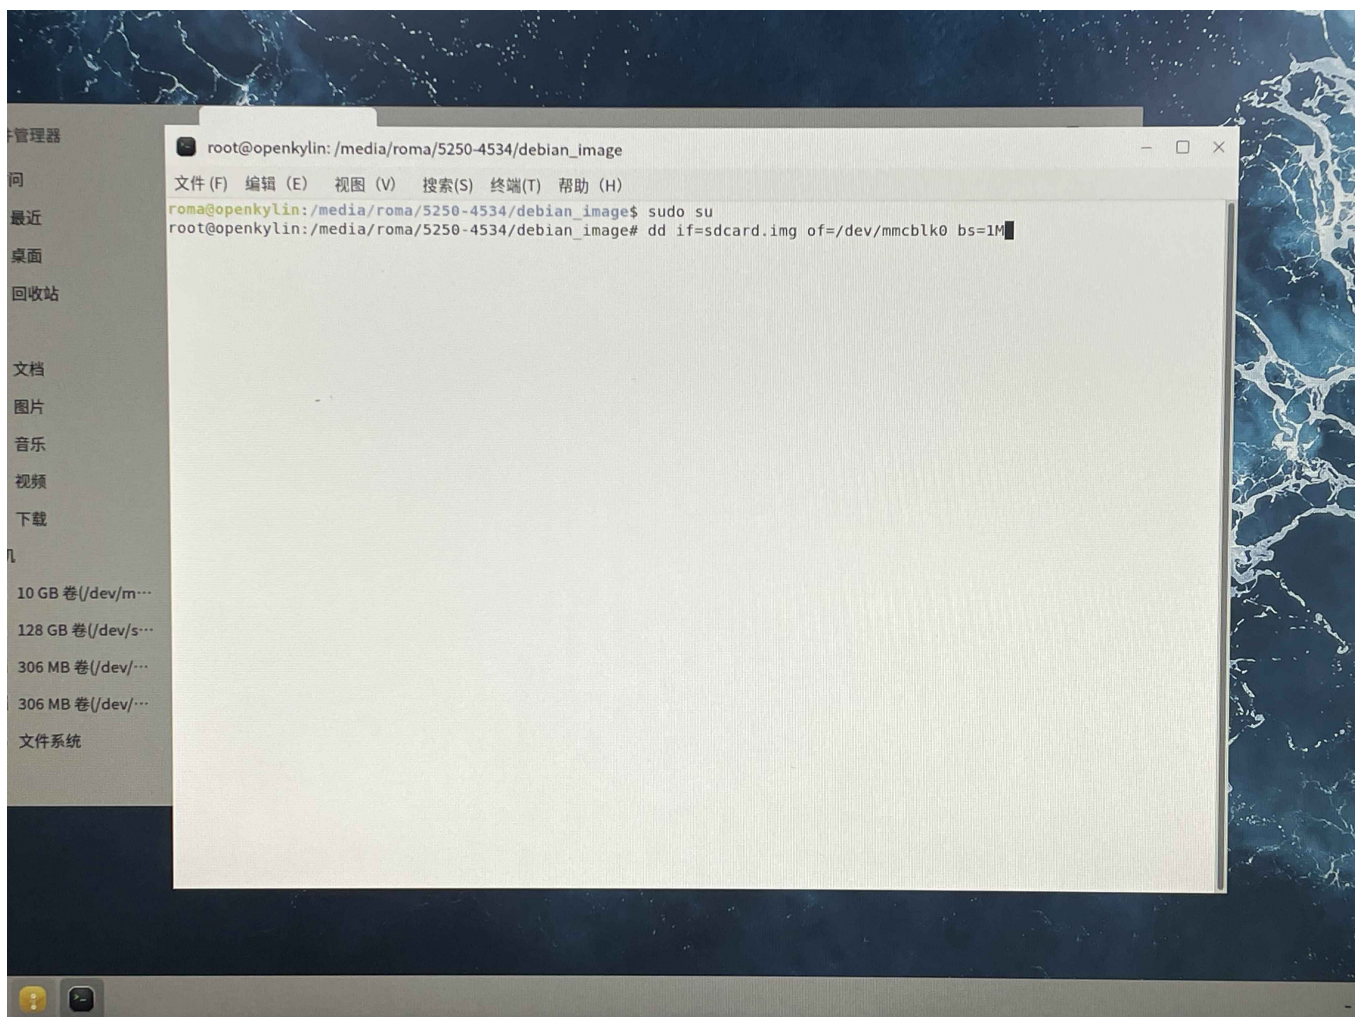 件管理器
问
最近
桌面
回收站
文档
图片
音乐
视频
下载
机
10 GB 卷(/dev/m···
128 GB 卷(/dev/s···
306 MB 卷(/dev/···
306 MB 卷(/dev/···
文件系统
root@openkylin: /media/roma/5250-4534/debian_image
文件 (F) 编辑 (E) 视图 (V) 搜索(S) 终端(T) 帮助 (H)
roma@openkylin:/media/roma/5250-4534/debian_image$ sudo su
root@openkylin:/media/roma/5250-4534/debian_image# dd if=sdcard.img of=/dev/mmcblk0 bs=1M